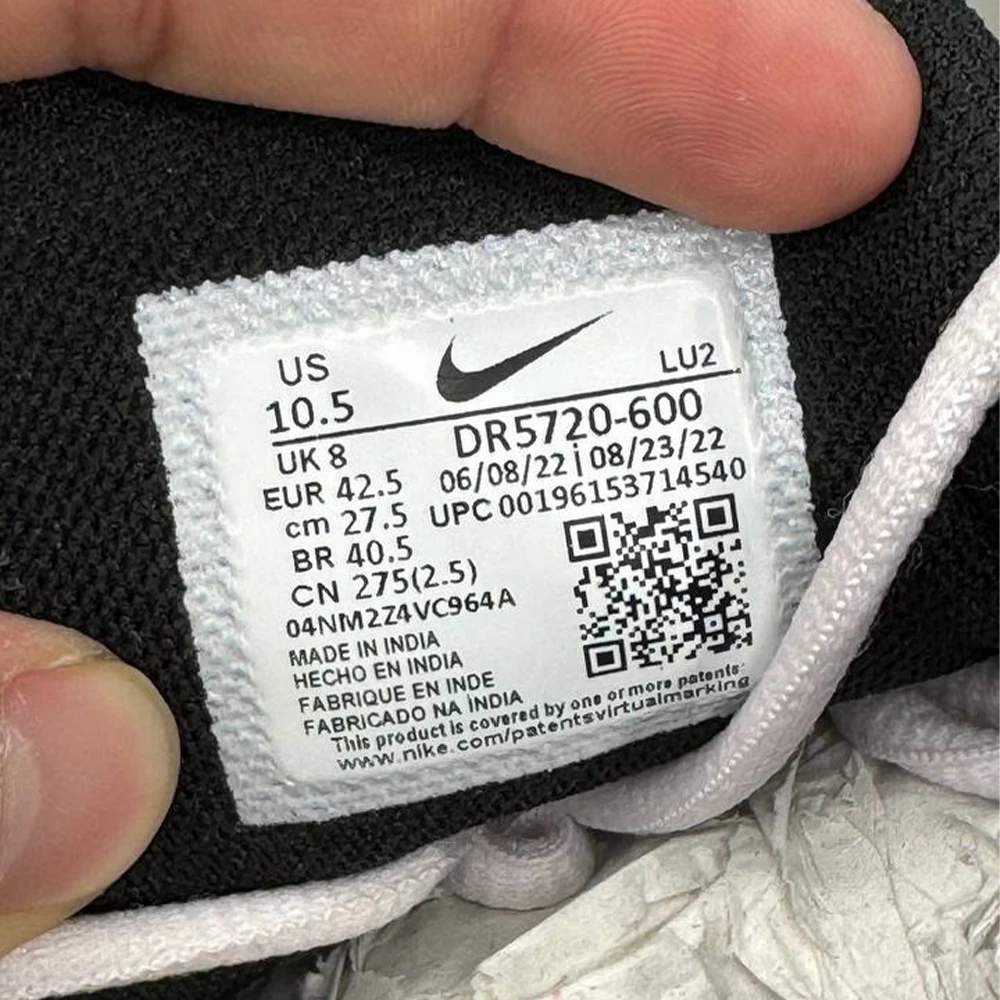 US
10.5
LU2
UK 8
EUR 42.5
cm 27.5
BR 40.5
CN 275(2.5)
DR5720-600
06/08/22 | 08/23/22
UPC 00196153714540
04NM2Z4VC964A
MADE IN INDIA
HECHO EN INDIA
FABRIQUE EN INDE
FABRICADO NA ÍNDIA
This product is covered by one or more patents:
www.nike.com/patentsvirtualmarking